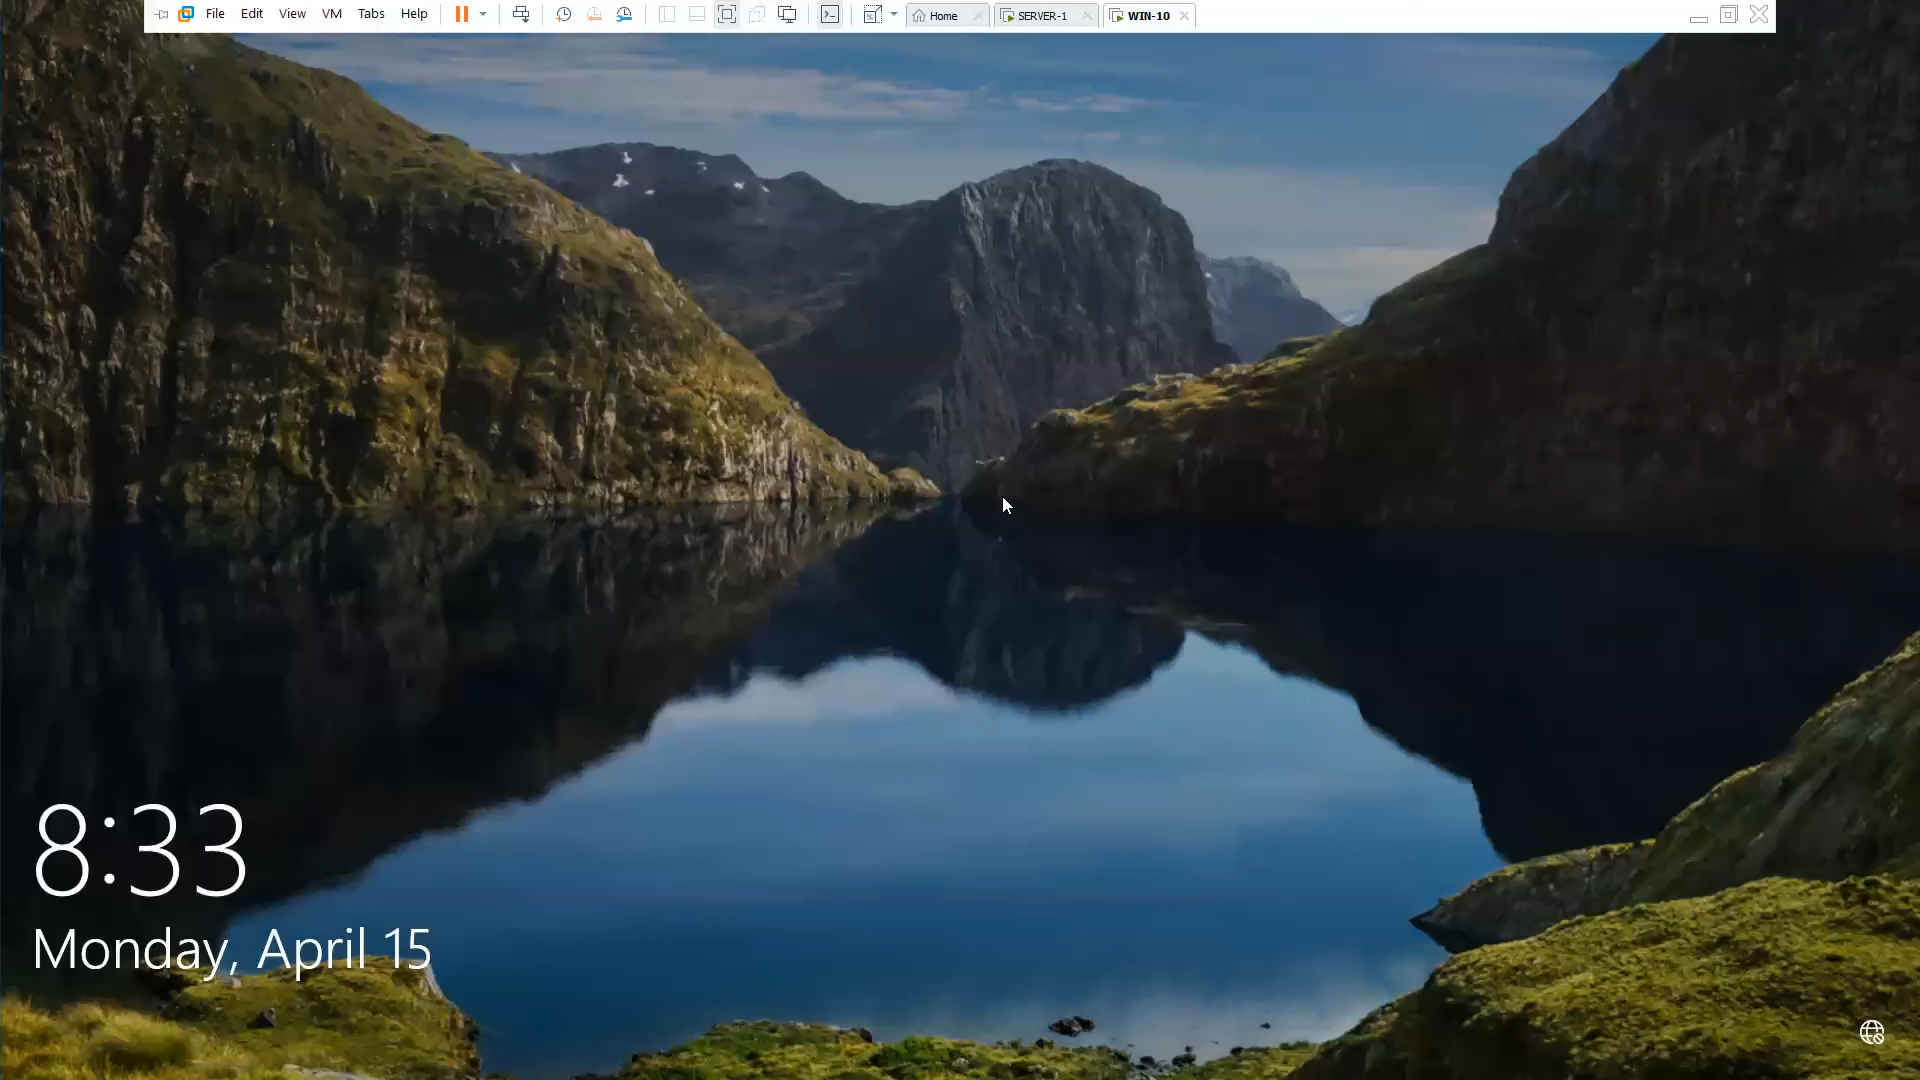 File Edit View VM Tabs Help Home SERVER-1 WIN-10
8:33
Monday, April 15